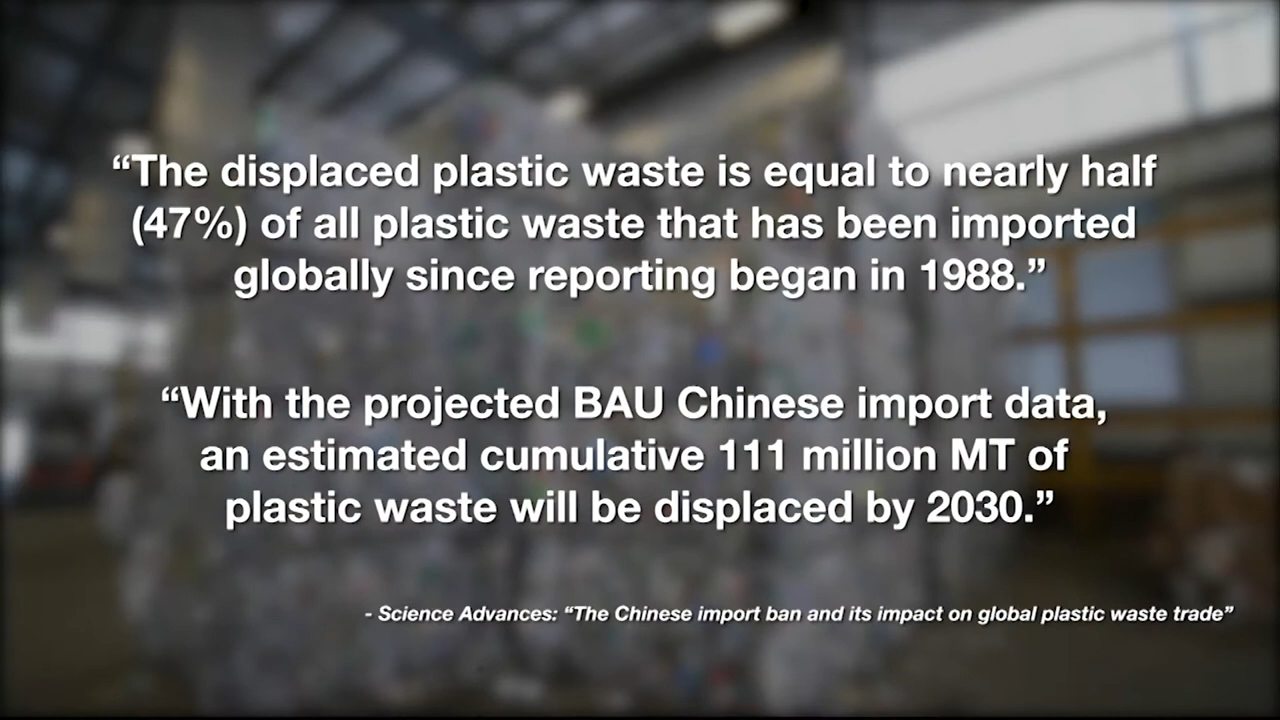 “The displaced plastic waste is equal to nearly half
(47%) of all plastic waste that has been imported
globally since reporting began in 1988.”
“With the projected BAU Chinese import data,
an estimated cumulative 111 million MT of
plastic waste will be displaced by 2030.”
- Science Advances: “The Chinese import ban and its impact on global plastic waste trade”